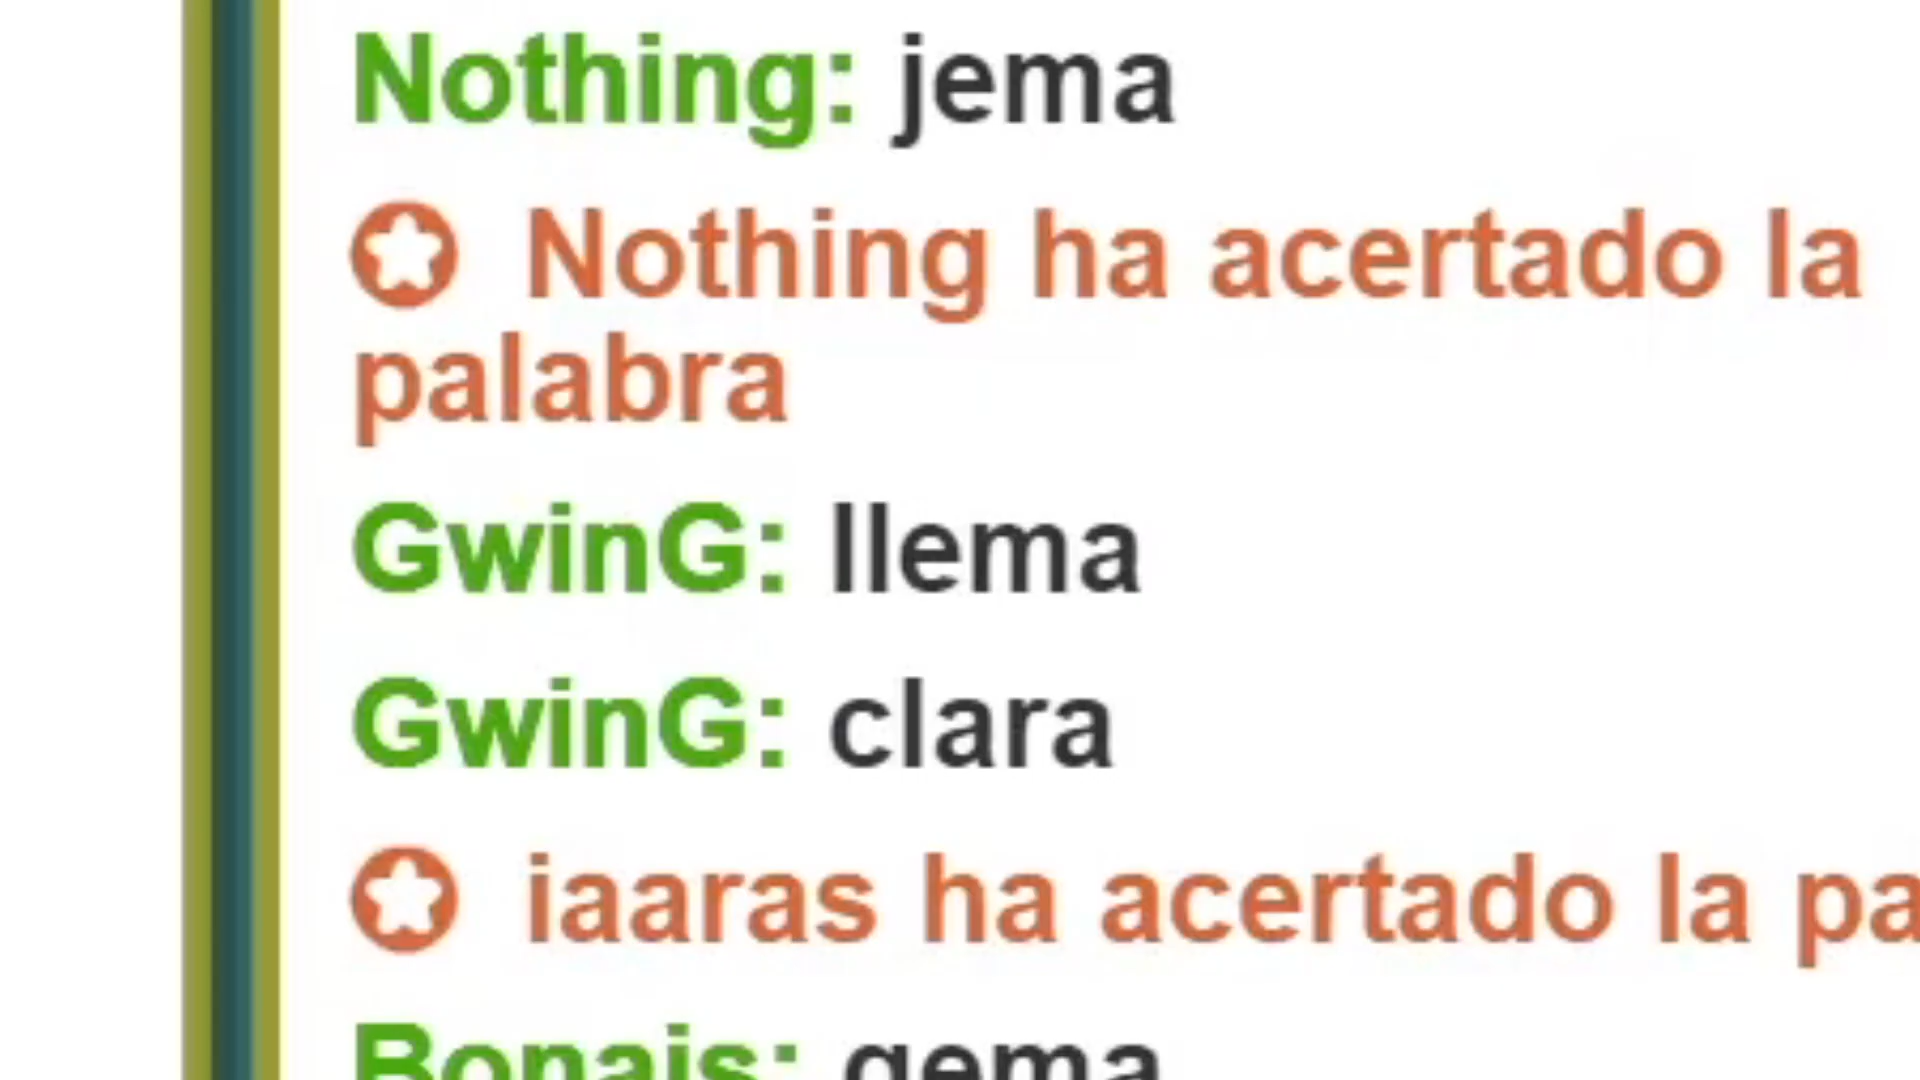 Nothing: jema
Nothing ha acertado la
palabra
GwinG: llema
GwinG: clara
iaaras ha acertado la pa
Bonais: gema